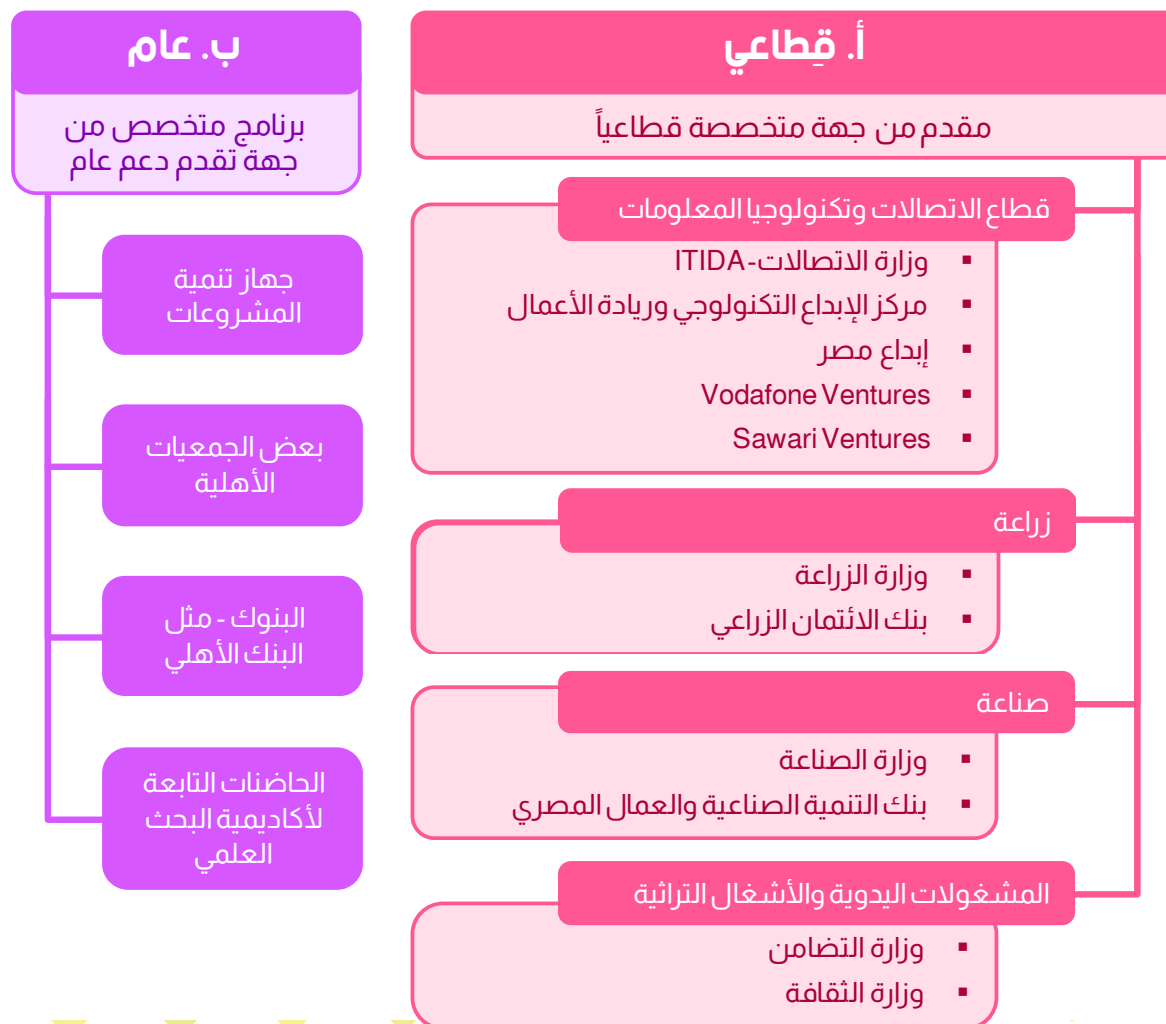 أ. قِطاعي
مقدم من جهة متخصصة قطاعياً
قطاع الاتصالات وتكنولوجيا المعلومات
▪ وزارة الاتصالات- ITIDA
▪ مركز الإبداع التكنولوجي وريادة الأعمال
▪ إبداع مصر
▪ Vodafone Ventures
▪ Sawari Ventures
زراعة
▪ وزارة الزراعة
▪ بنك الائتمان الزراعي
صناعة
▪ وزارة الصناعة
▪ بنك التنمية الصناعية والعمال المصري
المشغولات اليدوية والأشغال التراثية
▪ وزارة التضامن
▪ وزارة الثقافة
ب. عام
برنامج متخصص من
جهة تقدم دعم عام
جهاز تنمية
المشروعات
بعض الجمعيات
الأهلية
البنوك - مثل
البنك الأهلي
الحاضنات التابعة
لأكاديمية البحث
العلمي